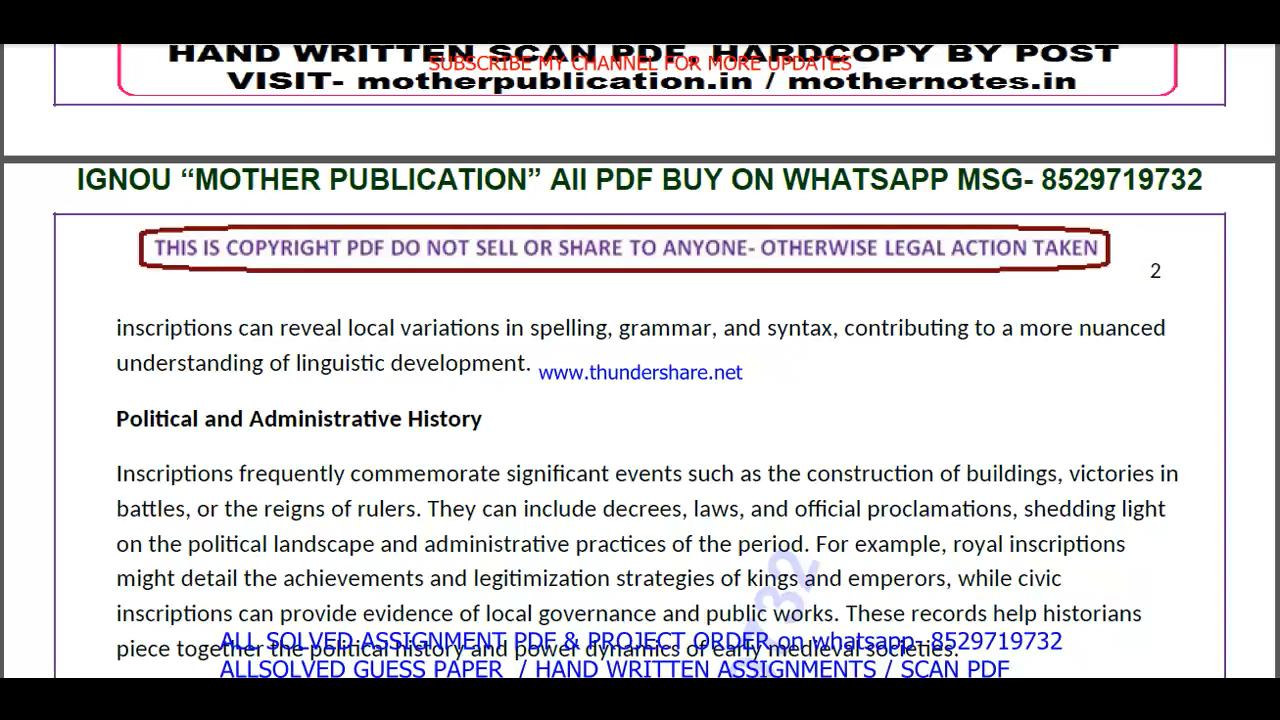 HAND WRITTEN SCAN PDF, HARDCOPY BY POST
SUBSCRIBE MY CHANNEL FOR MORE UPDATES
VISIT- motherpublication.in / mothernotes.in
IGNOU “MOTHER PUBLICATION” All PDF BUY ON WHATSAPP MSG- 8529719732
THIS IS COPYRIGHT PDF DO NOT SELL OR SHARE TO ANYONE- OTHERWISE LEGAL ACTION TAKEN
2
inscriptions can reveal local variations in spelling, grammar, and syntax, contributing to a more nuanced
understanding of linguistic development.
www.thundershare.net
Political and Administrative History
Inscriptions frequently commemorate significant events such as the construction of buildings, victories in
battles, or the reigns of rulers. They can include decrees, laws, and official proclamations, shedding light
on the political landscape and administrative practices of the period. For example, royal inscriptions
might detail the achievements and legitimization strategies of kings and emperors, while civic
inscriptions can provide evidence of local governance and public works. These records help historians
piece together the political history and power dynamics of early medieval societies.
ALL SOLVED ASSIGNMENT PDF & PROJECT ORDER on whatsapp- 8529719732
ALLSOLVED GUESS PAPER / HAND WRITTEN ASSIGNMENTS / SCAN PDF